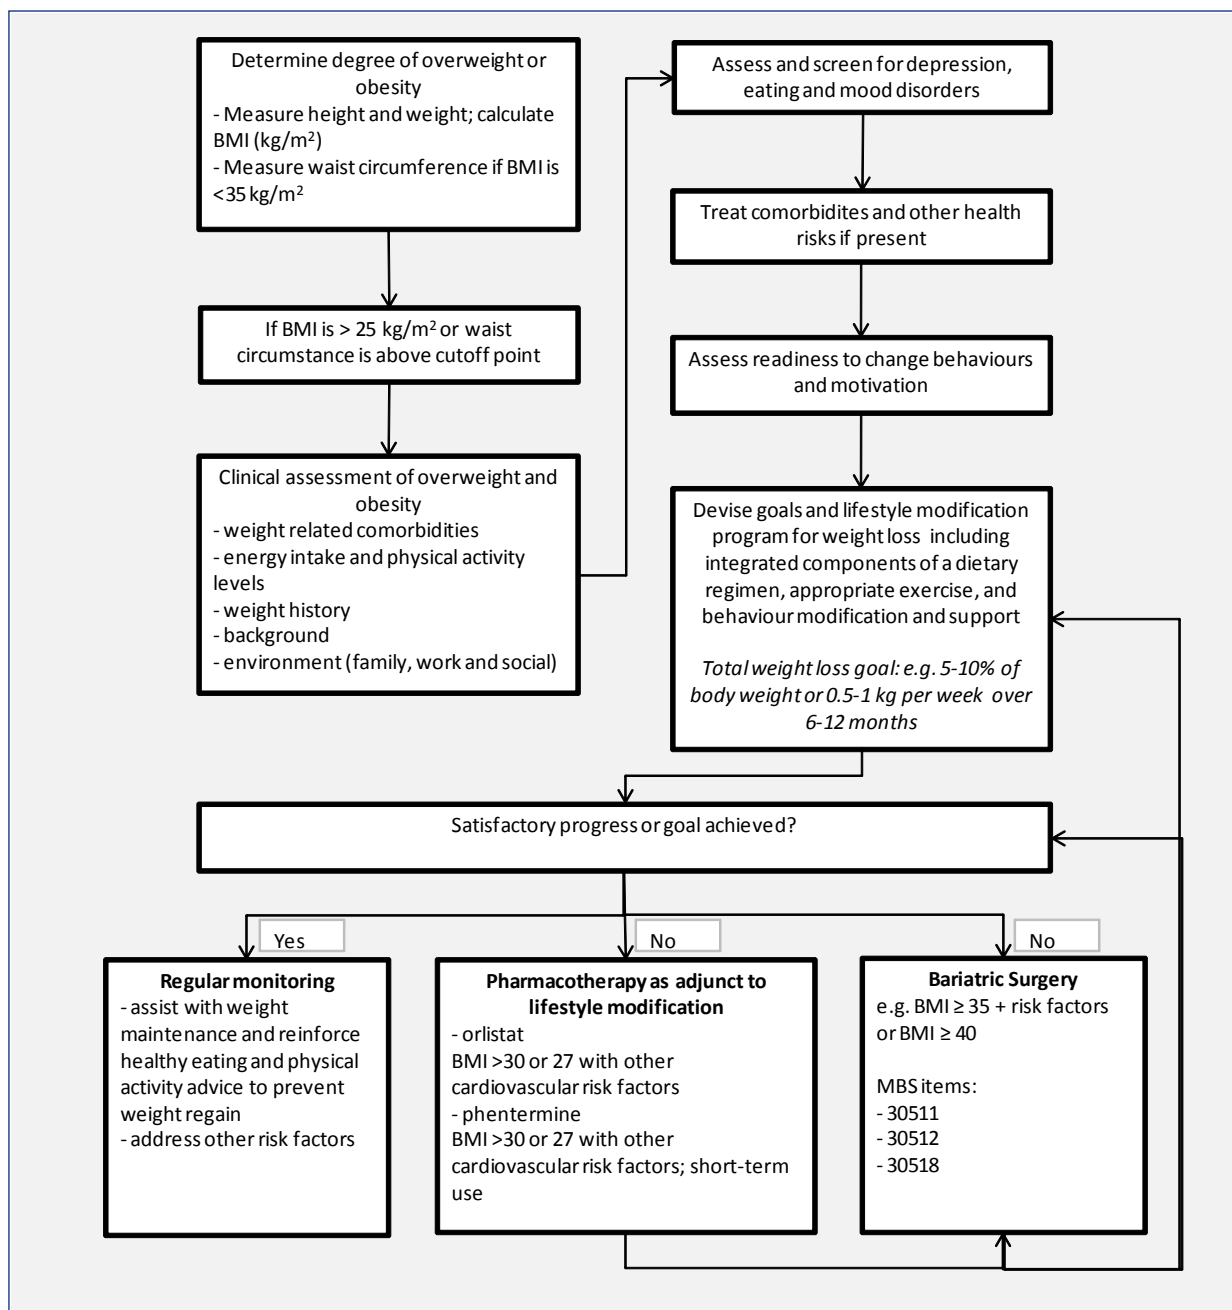 Determine degree of overweight or
obesity
- Measure height and weight; calculate
BMI (kg/m²)
- Measure waist circumference if BMI is
<35 kg/m²
If BMI is > 25 kg/m² or waist
circumstance is above cutoff point
Clinical assessment of overweight and
obesity
- weight related comorbidities
- energy intake and physical activity
levels
- weight history
- background
- environment (family, work and social)
Assess and screen for depression,
eating and mood disorders
Treat comorbidites and other health
risks if present
Assess readiness to change behaviours
and motivation
Devise goals and lifestyle modification
program for weight loss including
integrated components of a dietary
regimen, appropriate exercise, and
behaviour modification and support
Total weight loss goal: e.g. 5-10% of
body weight or 0.5-1 kg per week over
6-12 months
Satisfactory progress or goal achieved?
Yes
No
No
Regular monitoring
- assist with weight
maintenance and reinforce
healthy eating and physical
activity advice to prevent
weight regain
- address other risk factors
Pharmacotherapy as adjunct to
lifestyle modification
- orlistat
BMI >30 or 27 with other
cardiovascular risk factors
- phentermine
BMI >30 or 27 with other
cardiovascular risk factors; short-term
use
Bariatric Surgery
e.g. BMI ≥ 35 + risk factors
or BMI ≥ 40
MBS items:
- 30511
- 30512
- 30518